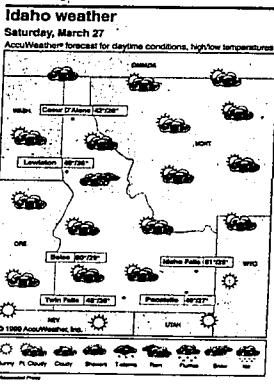 Idaho weather
Saturday, March 27
AccuWeather® forecast for daytime conditions, high/low temperatures
CANADA
WASH.
Coeur D'Alene
MONT.
Lewiston
ORE.
Boise
Idaho Falls
WYO.
Twin Falls
Pocatello
NEV.
UTAH
AccuWeather, Inc.
Sunny Pt. Cloudy Cloudy Showers T-storms Rain Flurries Snow Ice
Associated Press